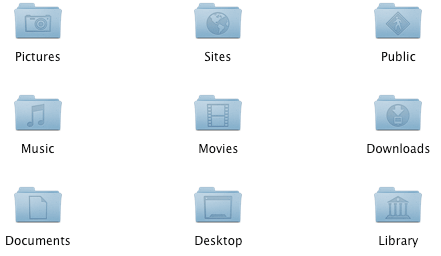 Pictures
Sites
Public
Music
Movies
Downloads
Documents
Desktop
Library